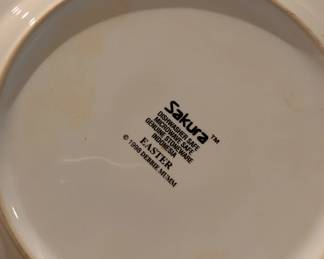 Sakura™
DISHWASHER SAFE
MICROWAVE SAFE
GENUINE STONEWARE
INDONESIA
EASTER
© 1998 DEBBIE MUMM